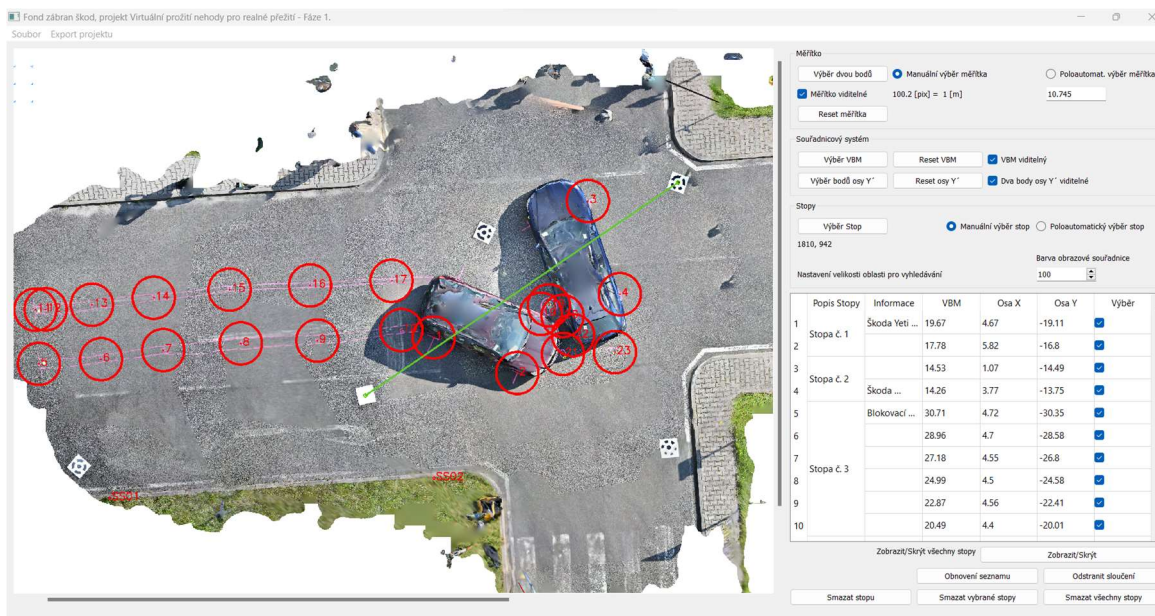 Fond zábran škod, projekt Virtuální prožití nehody pro realné přežití - Fáze 1.
Soubor Export projektu
Měřítko
Výběr dvou bodů Manuální výběr měřítka Poloautomat. výběr měřítka
Měřítko viditelné 100.2 [pix] = 1 [m] 10.745
Reset měřítka
Souřadnicový systém
Výběr VBM Reset VBM VBM viditelný
Výběr bodů osy Y´ Reset osy Y´ Dva body osy Y´ viditelné
Stopy
Výběr Stop Manuální výběr stop Poloautomatický výběr stop
1810, 942
Barva obrazové souřadnice
Nastavení velikosti oblasti pro vyhledávání 100
Popis Stopy Informace VBM Osa X Osa Y Výběr
1 Stopa č. 1 Škoda Yeti ... 19.67 4.67 -19.11
2 17.78 5.82 -16.8
3 Stopa č. 2 14.53 1.07 -14.49
4 Škoda ... 14.26 3.77 -13.75
5 Stopa č. 3 Blokovací ... 30.71 4.72 -30.35
6 28.96 4.7 -28.58
7 27.18 4.55 -26.8
8 24.99 4.5 -24.58
9 22.87 4.56 -22.41
10 20.49 4.4 -20.01
Zobrazit/Skrýt všechny stopy Zobrazit/Skrýt
Obnovení seznamu Odstranit sloučení
Smazat stopu Smazat vybrané stopy Smazat všechny stopy
3
4
17
16
15
14
13
12
11
5
6
7
8
9
23
SS01
SS02